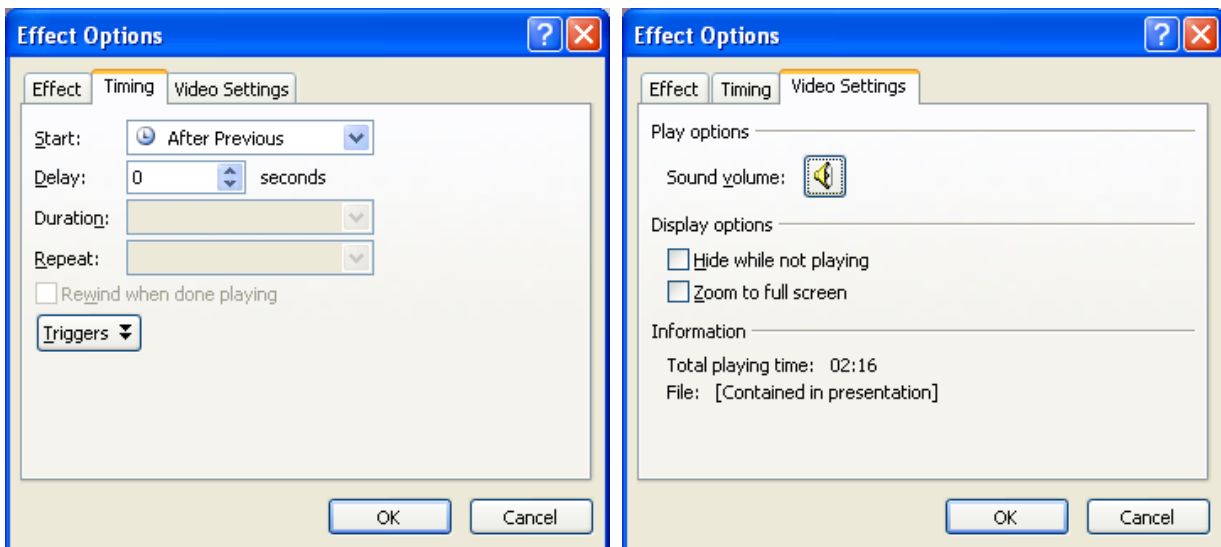 Effect Options
Effect Timing Video Settings
Start: After Previous
Delay: 0 seconds
Duration:
Repeat:
Rewind when done playing
Triggers
OK Cancel
Effect Options
Effect Timing Video Settings
Play options
Sound volume:
Display options
Hide while not playing
Zoom to full screen
Information
Total playing time: 02:16
File: [Contained in presentation]
OK Cancel